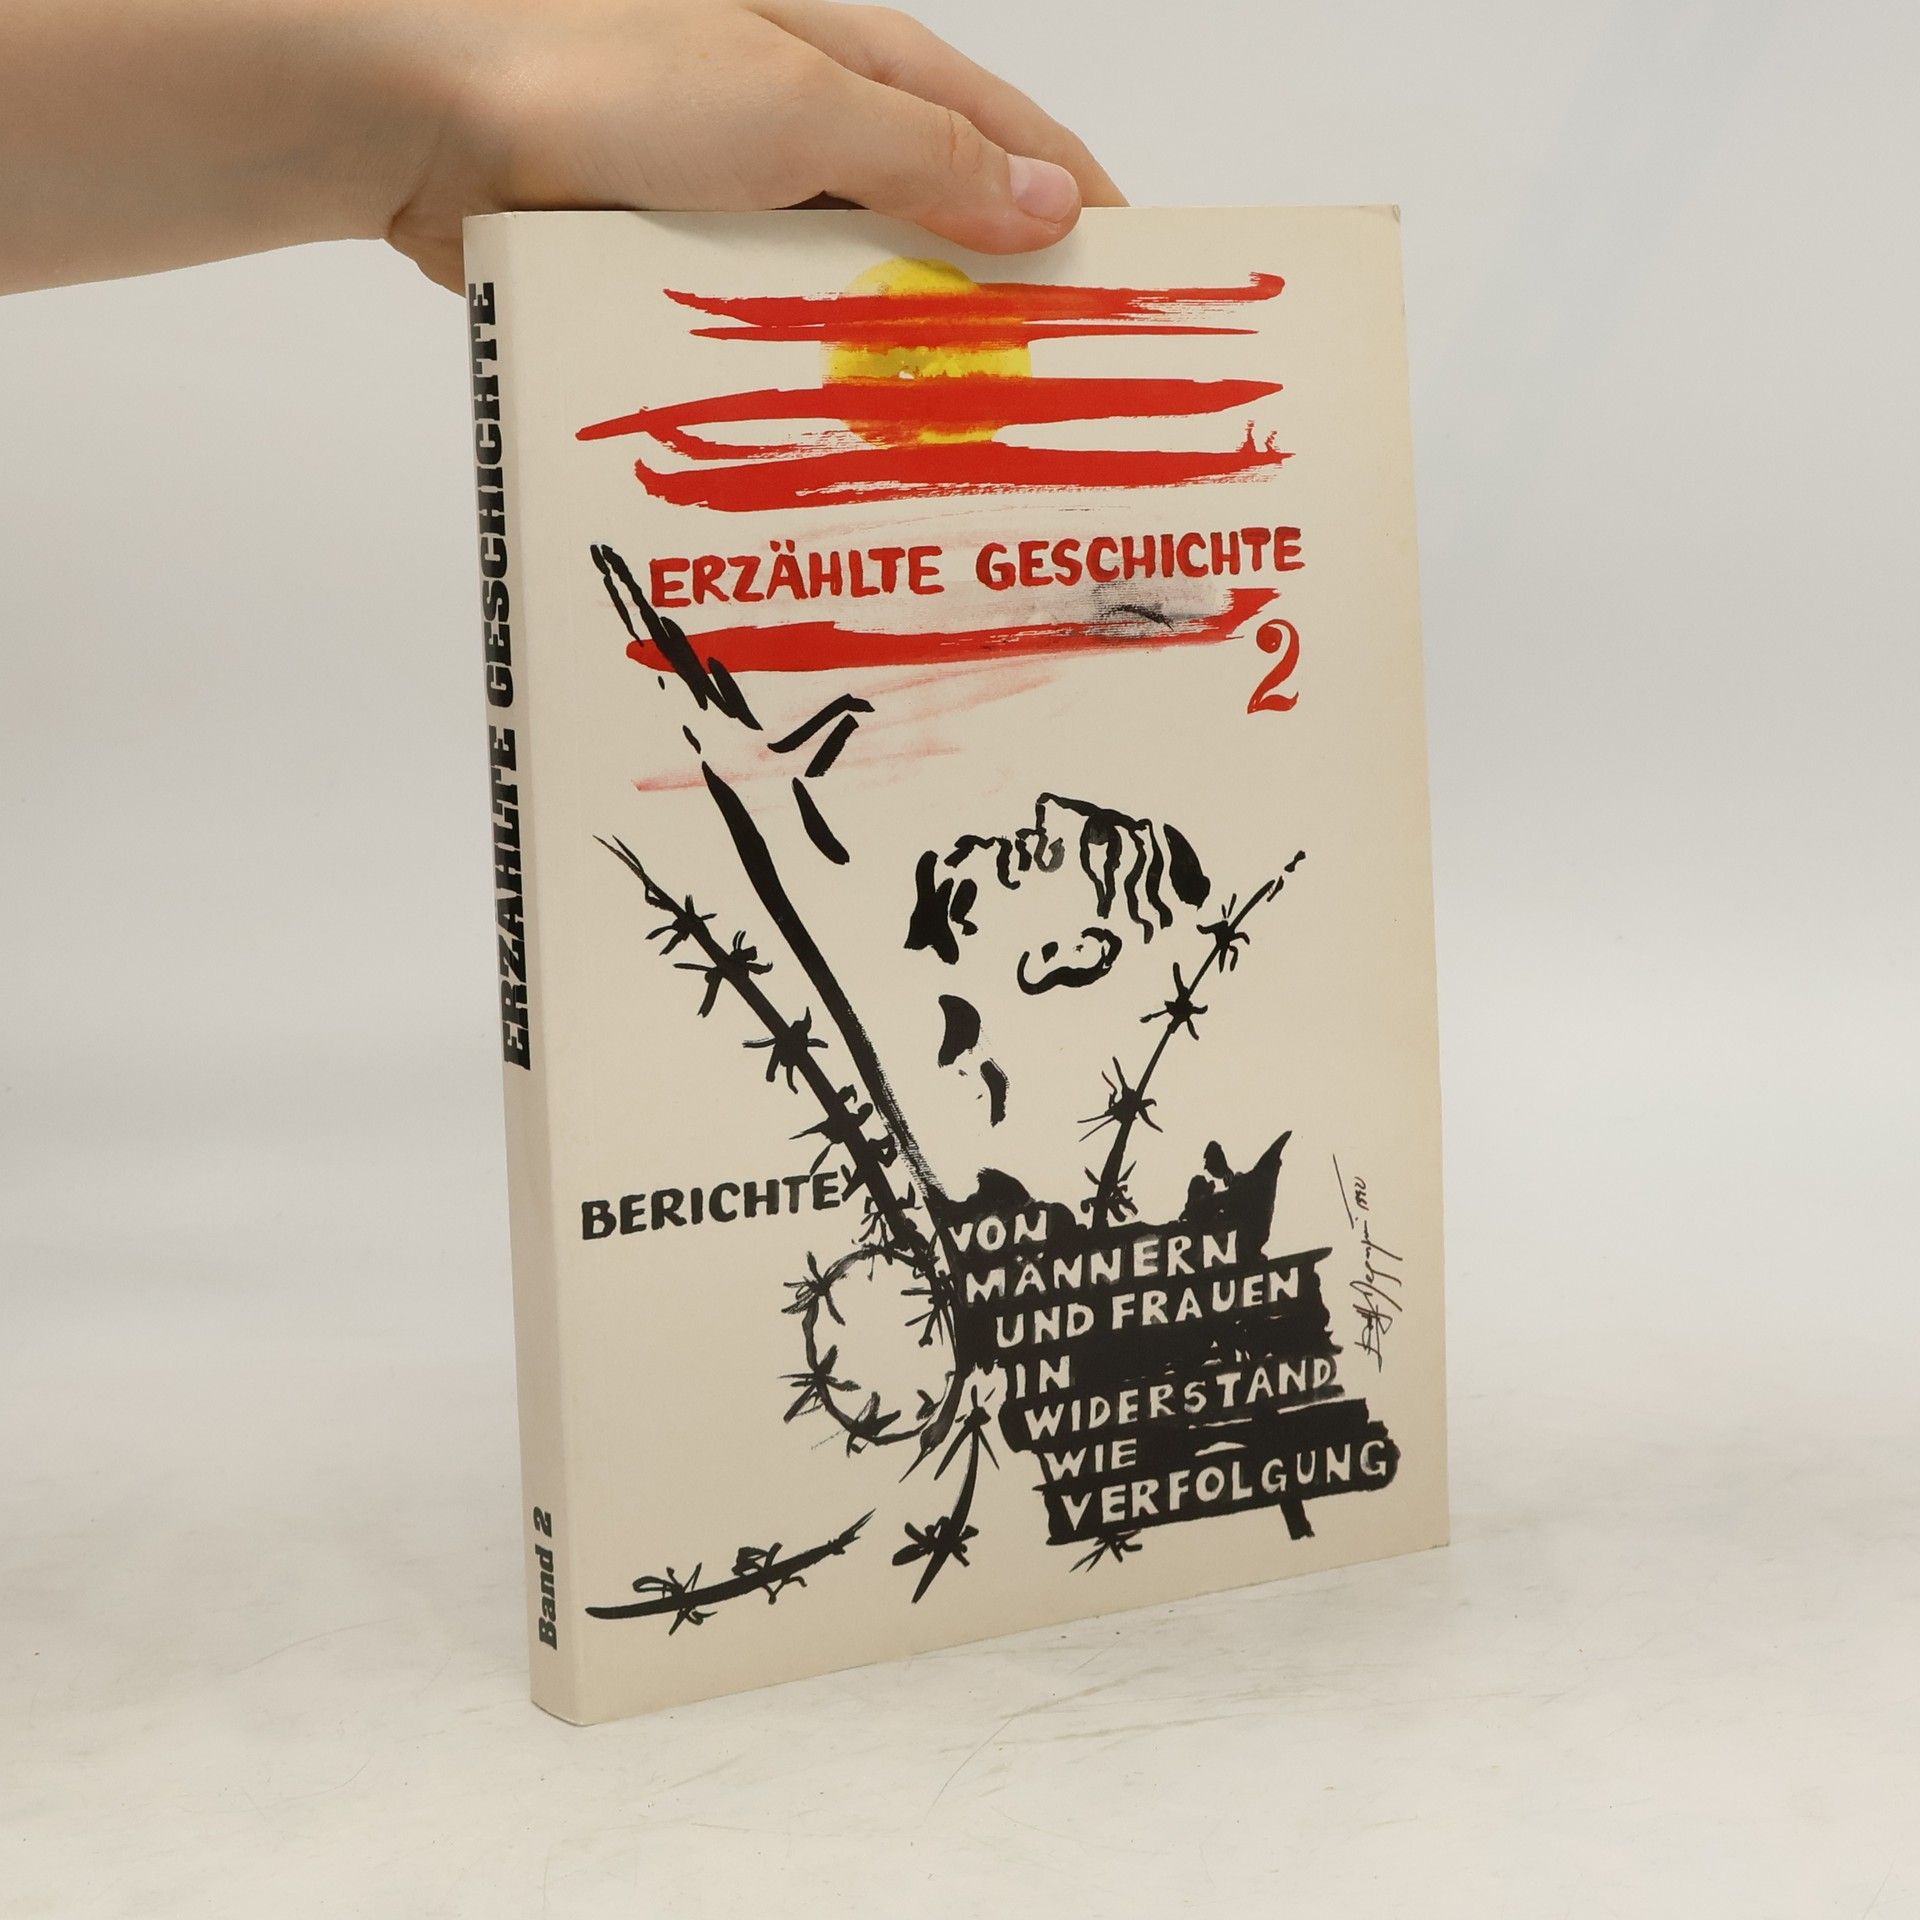 ERZÄHLTE GESCHICHTE
Band 2
ERZÄHLTE GESCHICHTE
2
BERICHTE
VON
MÄNNERN
UND FRAUEN
IN
WIDERSTAND
WIE
VERFOLGUNG